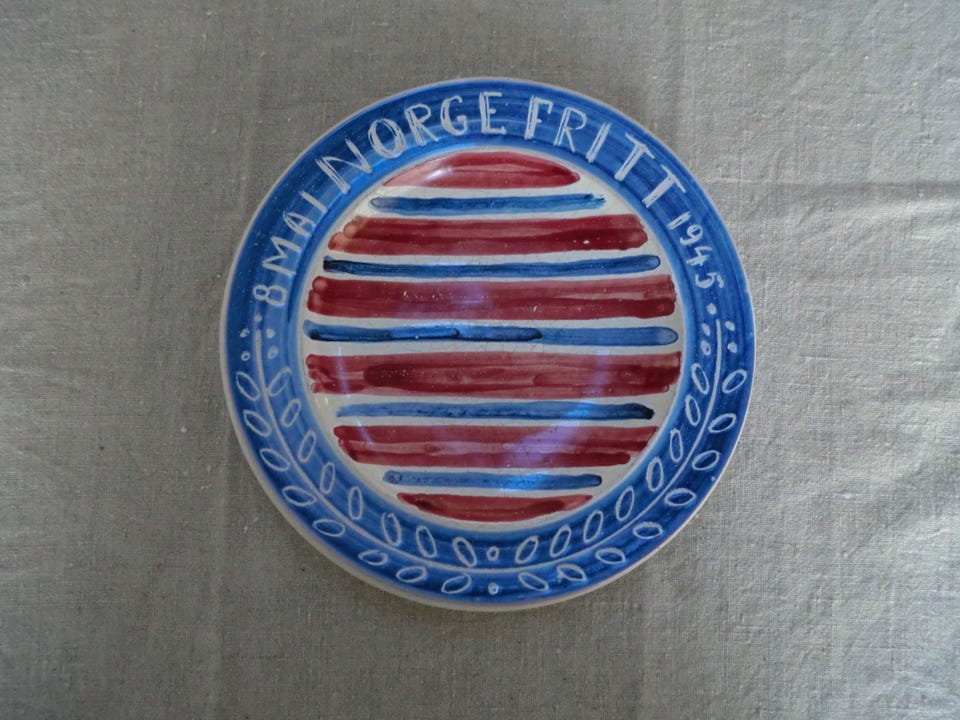 8 MAI NORGE FRITT 1945